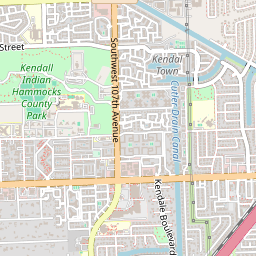 Street
Kendall
Indian
Hammocks
County
Park
Southwest 107th Avenue
Kendal
Town
Cutler Drain Canal
Kendale Boulevard